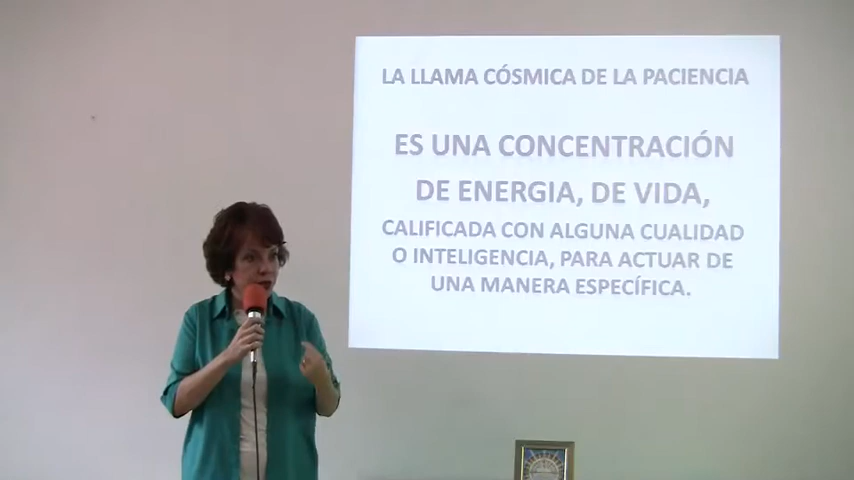 LA LLAMA CÓSMICA DE LA PACIENCIA
ES UNA CONCENTRACIÓN
DE ENERGIA, DE VIDA,
CALIFICADA CON ALGUNA CUALIDAD
O INTELIGENCIA, PARA ACTUAR DE
UNA MANERA ESPECÍFICA.